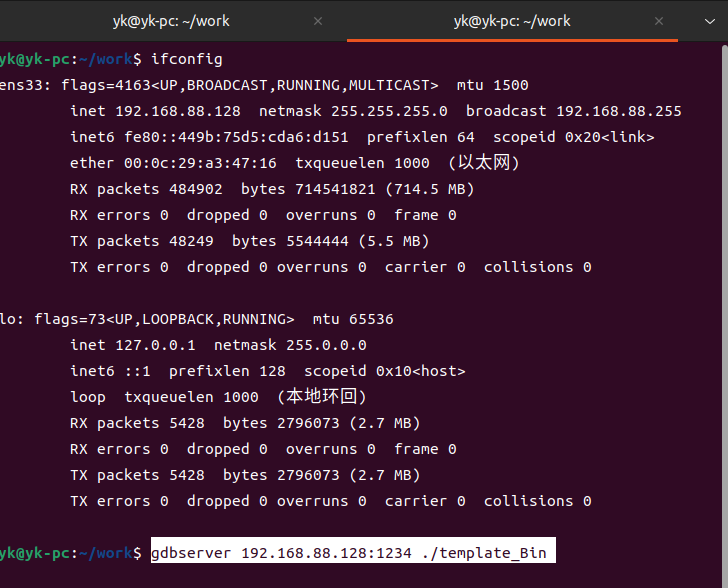 yk@yk-pc: ~/work
yk@yk-pc: ~/work
yk@yk-pc:~/work$ ifconfig
ens33: flags=4163<UP,BROADCAST,RUNNING,MULTICAST>  mtu 1500
inet 192.168.88.128  netmask 255.255.255.0  broadcast 192.168.88.255
inet6 fe80::449b:75d5:cda6:d151  prefixlen 64  scopeid 0x20<link>
ether 00:0c:29:a3:47:16  txqueuelen 1000  (以太网)
RX packets 484902  bytes 714541821 (714.5 MB)
RX errors 0  dropped 0  overruns 0  frame 0
TX packets 48249  bytes 5544444 (5.5 MB)
TX errors 0  dropped 0 overruns 0  carrier 0  collisions 0
lo: flags=73<UP,LOOPBACK,RUNNING>  mtu 65536
inet 127.0.0.1  netmask 255.0.0.0
inet6 ::1  prefixlen 128  scopeid 0x10<host>
loop  txqueuelen 1000  (本地环回)
RX packets 5428  bytes 2796073 (2.7 MB)
RX errors 0  dropped 0  overruns 0  frame 0
TX packets 5428  bytes 2796073 (2.7 MB)
TX errors 0  dropped 0 overruns 0  carrier 0  collisions 0
yk@yk-pc:~/work$ gdbserver 192.168.88.128:1234 ./template_Bin